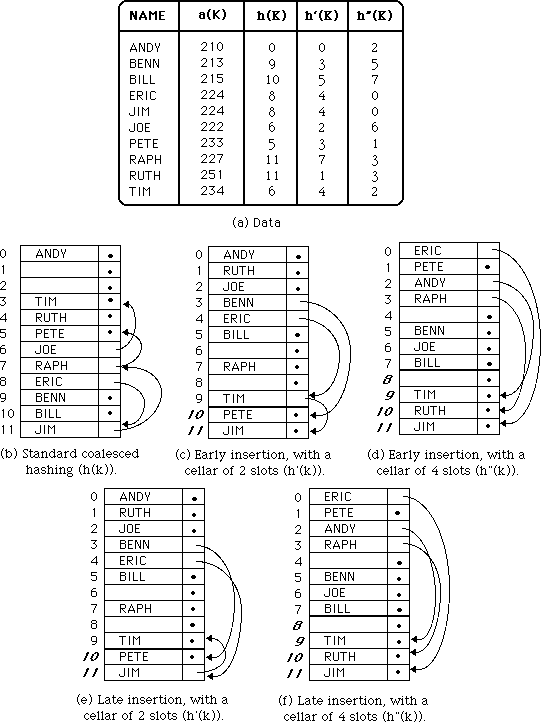 NAME a(K) h(K) h′(K) h″(K)
ANDY 210 0 0 2
BENN 213 9 3 5
BILL 215 10 5 7
ERIC 224 8 4 0
JIM 224 8 4 0
JOE 222 6 2 6
PETE 233 5 3 1
RAPH 227 11 7 3
RUTH 251 11 1 3
TIM 234 6 4 2
(a) Data
0 ANDY
1
2
3 TIM
4 RUTH
5 PETE
6 JOE
7 RAPH
8 ERIC
9 BENN
10 BILL
11 JIM
(b) Standard coalesced
hashing (h(k)).
0 ANDY
1 RUTH
2 JOE
3 BENN
4 ERIC
5 BILL
6
7 RAPH
8
9 TIM
10 PETE
11 JIM
(c) Early insertion, with a
cellar of 2 slots (h'(k)).
0 ERIC
1 PETE
2 ANDY
3 RAPH
4
5 BENN
6 JOE
7 BILL
8
9 TIM
10 RUTH
11 JIM
(d) Early insertion, with a
cellar of 4 slots (h"(k)).
0 ANDY
1 RUTH
2 JOE
3 BENN
4 ERIC
5 BILL
6
7 RAPH
8
9 TIM
10 PETE
11 JIM
(e) Late insertion, with a
cellar of 2 slots (h'(k)).
0 ERIC
1 PETE
2 ANDY
3 RAPH
4
5 BENN
6 JOE
7 BILL
8
9 TIM
10 RUTH
11 JIM
(f) Late insertion, with a
cellar of 4 slots (h"(k)).